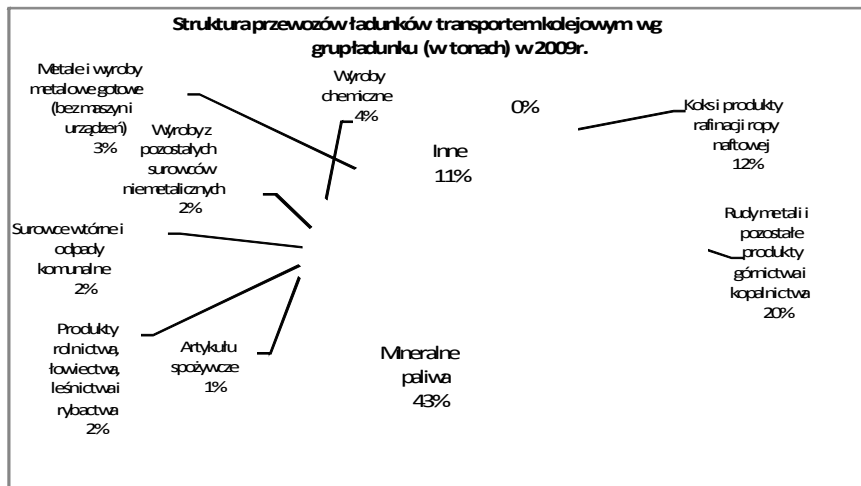 Struktura przewozów ładunków transportem kolejowym wg
grup ładunku (w tonach) w 2009r.
Metale i wyroby
metalowe gotowe
(bez maszyn i
urządzeń)
3%
Wyroby
chemiczne
4%
0%
Koks i produkty
rafinacji ropy
naftowej
12%
Inne
11%
Wyroby z
pozostałych
surowców
niemetalicznych
2%
Surowce wtórne i
odpady
komunalne
2%
Rudy metali i
pozostałe
produkty
górnictwa i
kopalnictwa
20%
Produkty
rolnictwa,
łowiectwa,
leśnictwa i
rybactwa
2%
Artykułu
spożywcze
1%
Mineralne
paliwa
43%